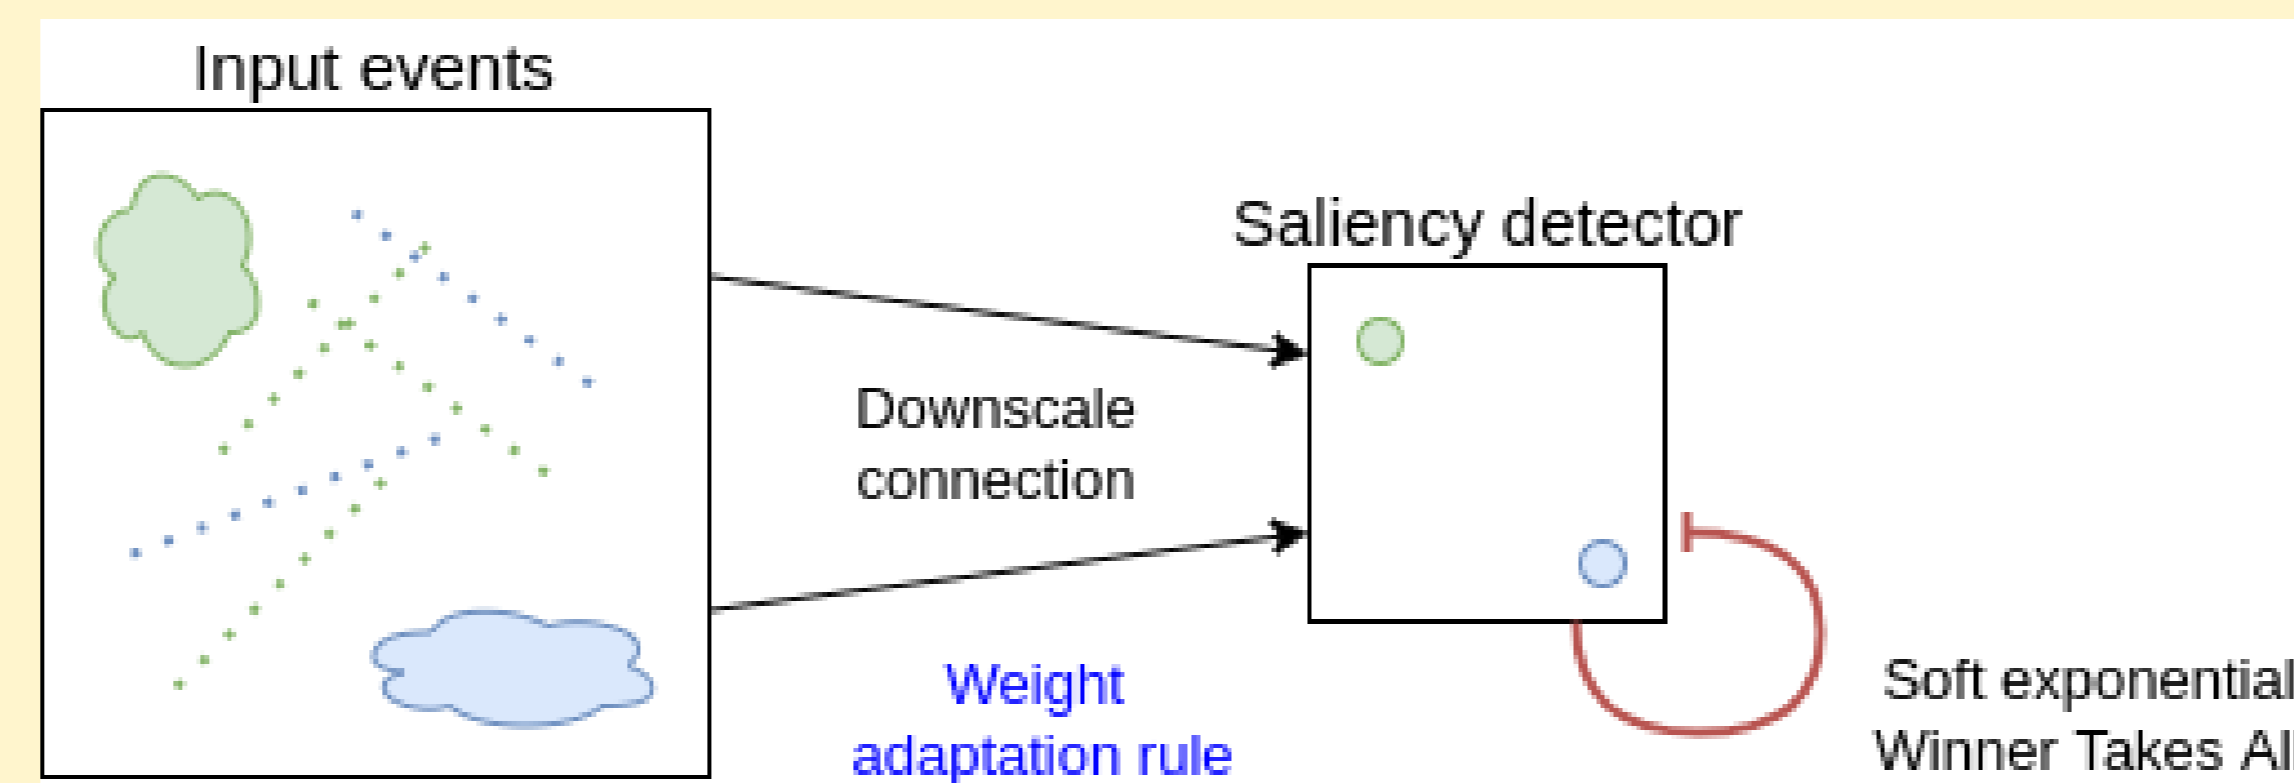 Input events
Saliency detector
Downscale
connection
Weight
adaptation rule
Soft exponential
Winner Takes All